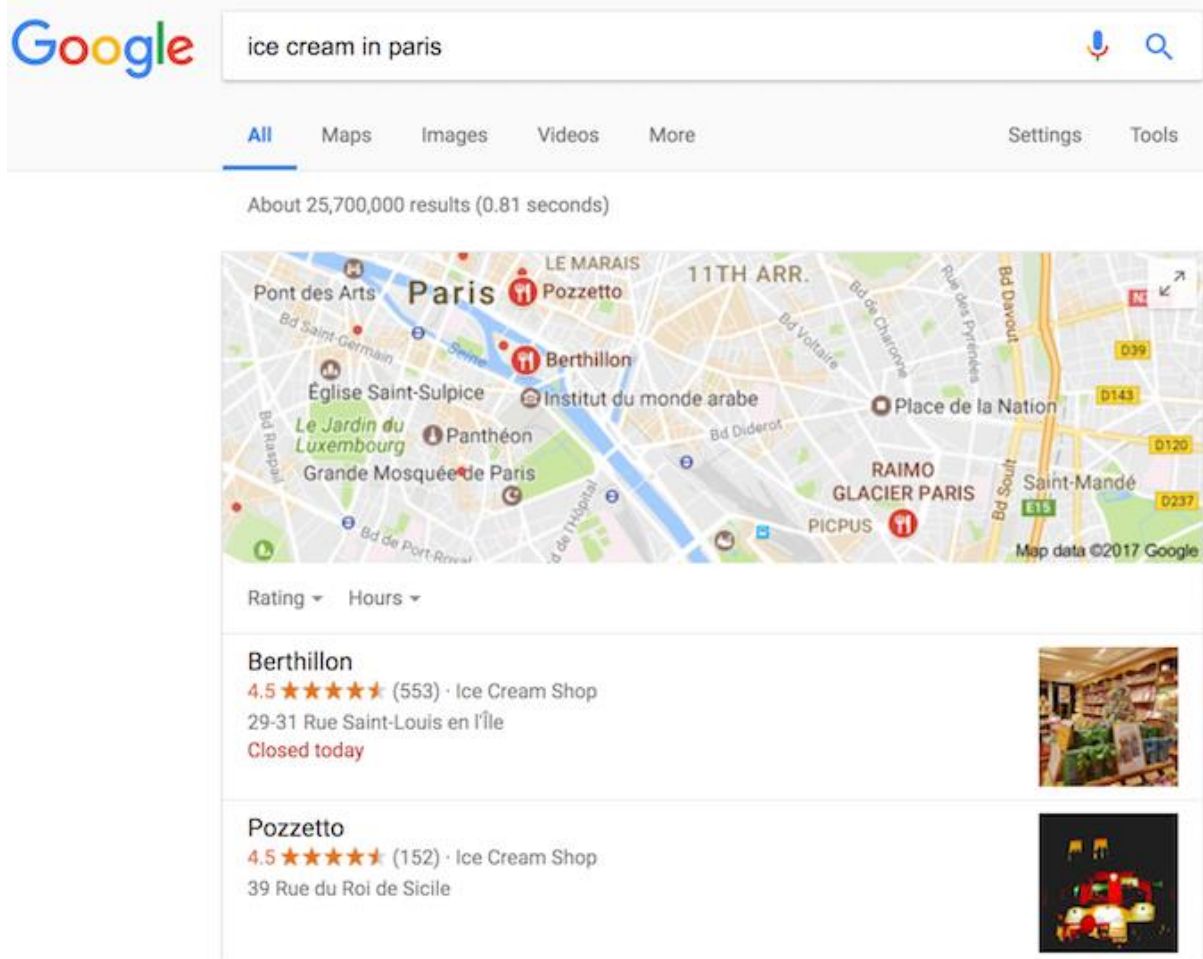 Google
ice cream in paris
All Maps Images Videos More Settings Tools
About 25,700,000 results (0.81 seconds)
LE MARAIS
11TH ARR.
Pont des Arts
Paris
Pozzetto
Rue des Pyrénées
Bd Davout
Bd Saint-Germain
Bd Voltaire
Bd de Charonne
Seine
Berthillon
D39
Église Saint-Sulpice
Institut du monde arabe
Place de la Nation
D143
Le Jardin du
Luxembourg
Bd Raspail
Panthéon
Bd Diderot
D120
Grande Mosquée de Paris
RAIMO
GLACIER PARIS
Bd Soult
Saint-Mandé
D237
E15
PICPUS
Bd de Port-Royal
d de l'Hôpital
Map data ©2017 Google
Rating Hours
Berthillon
4.5 ★★★★★ (553) · Ice Cream Shop
29-31 Rue Saint-Louis en l'Île
Closed today
Pozzetto
4.5 ★★★★★ (152) · Ice Cream Shop
39 Rue du Roi de Sicile